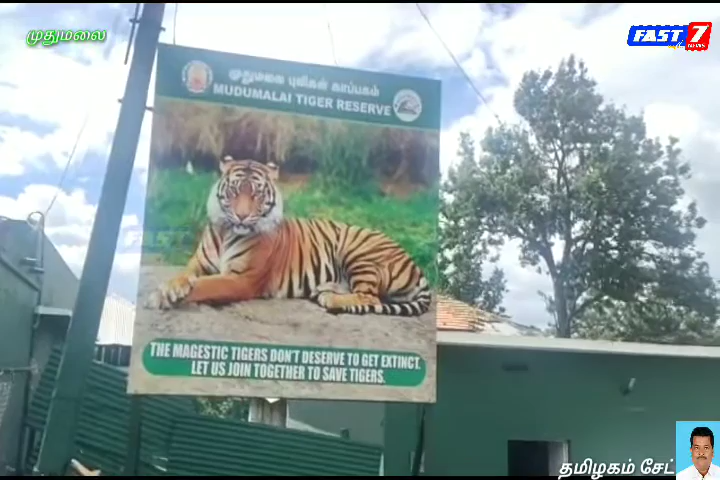 முதுமலை
FAST 7
NEWS
முதுமலை புலிகள் காப்பகம்
MUDUMALAI TIGER RESERVE
THE MAGESTIC TIGERS DON'T DESERVE TO GET EXTINCT.
LET US JOIN TOGETHER TO SAVE TIGERS.
தமிழகம் சேட்